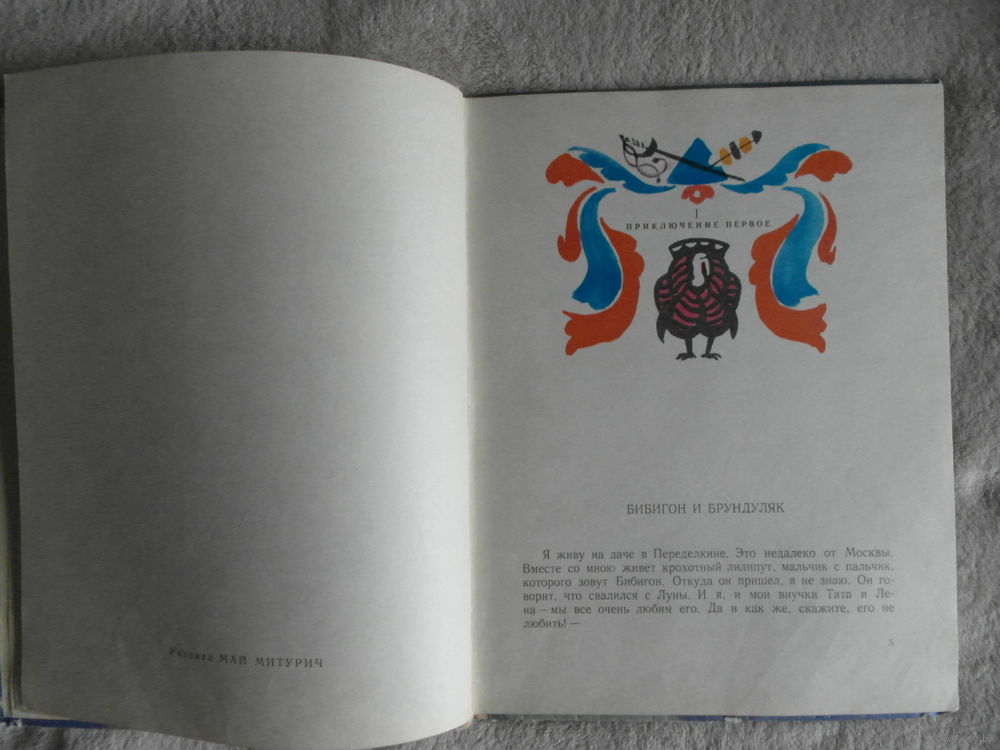 Рисовал МАЙ МИТУРИЧ
I
ПРИКЛЮЧЕНИЕ ПЕРВОЕ
БИБИГОН И БРУНДУЛЯК
Я живу на даче в Переделкине. Это недалеко от Москвы.
Вместе со мною живет крохотный лилипут, мальчик с пальчик,
которого зовут Бибигон. Откуда он пришел, я не знаю. Он го-
ворит, что свалился с Луны. И я, и мои внучки Тата и Ле-
на — мы все очень любим его. Да и как же, скажите, его не
любить! —
5